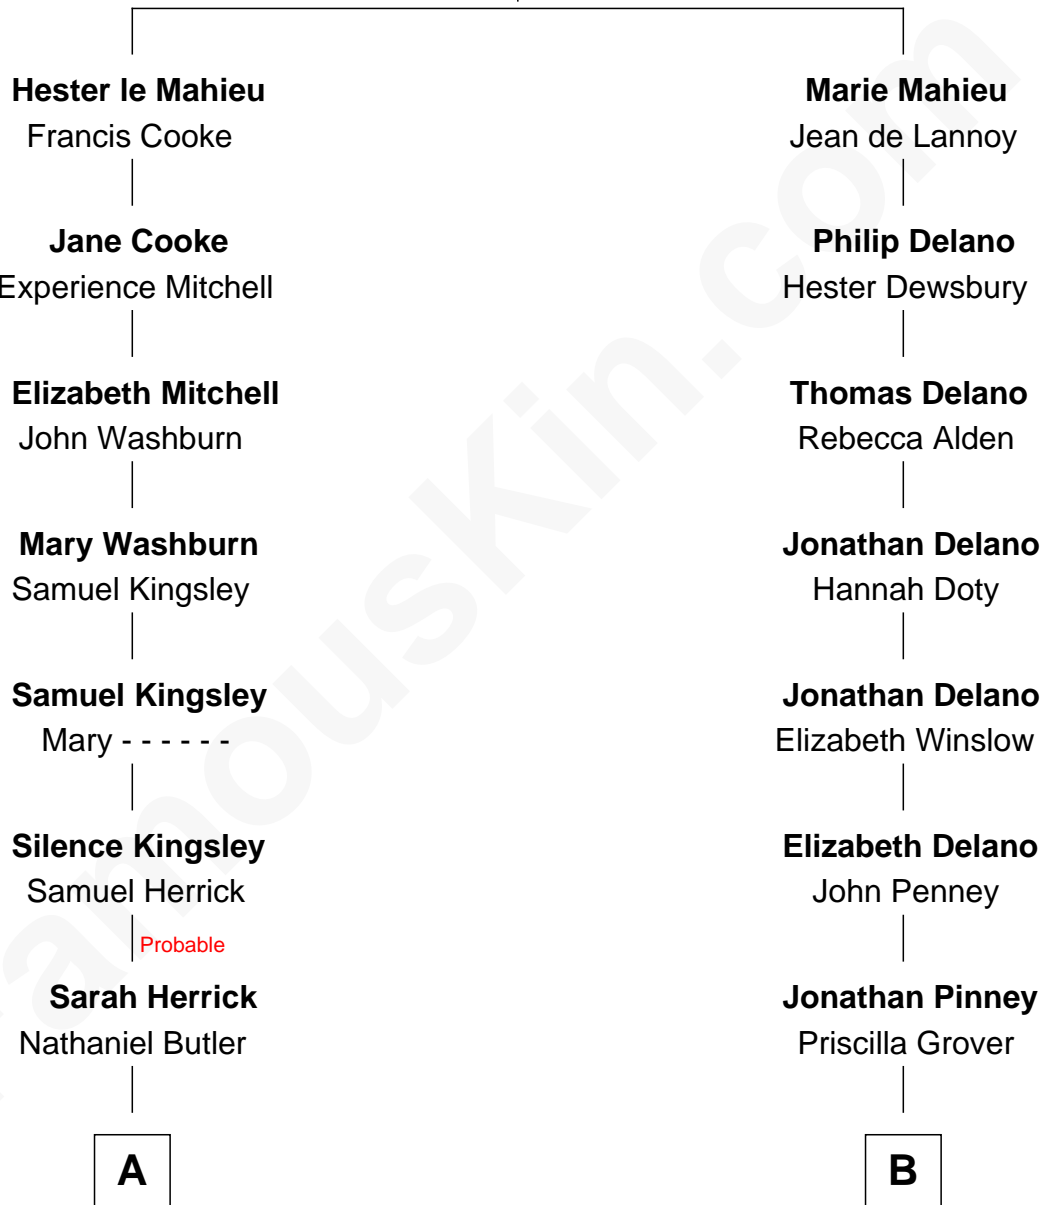 Hester le Mahieu
Francis Cooke
Jane Cooke
Experience Mitchell
Elizabeth Mitchell
John Washburn
Mary Washburn
Samuel Kingsley
Samuel Kingsley
Mary - - - - - -
Silence Kingsley
Samuel Herrick
Probable
Sarah Herrick
Nathaniel Butler
A
Marie Mahieu
Jean de Lannoy
Philip Delano
Hester Dewsbury
Thomas Delano
Rebecca Alden
Jonathan Delano
Hannah Doty
Jonathan Delano
Elizabeth Winslow
Elizabeth Delano
John Penney
Jonathan Pinney
Priscilla Grover
B
FamousKin.com